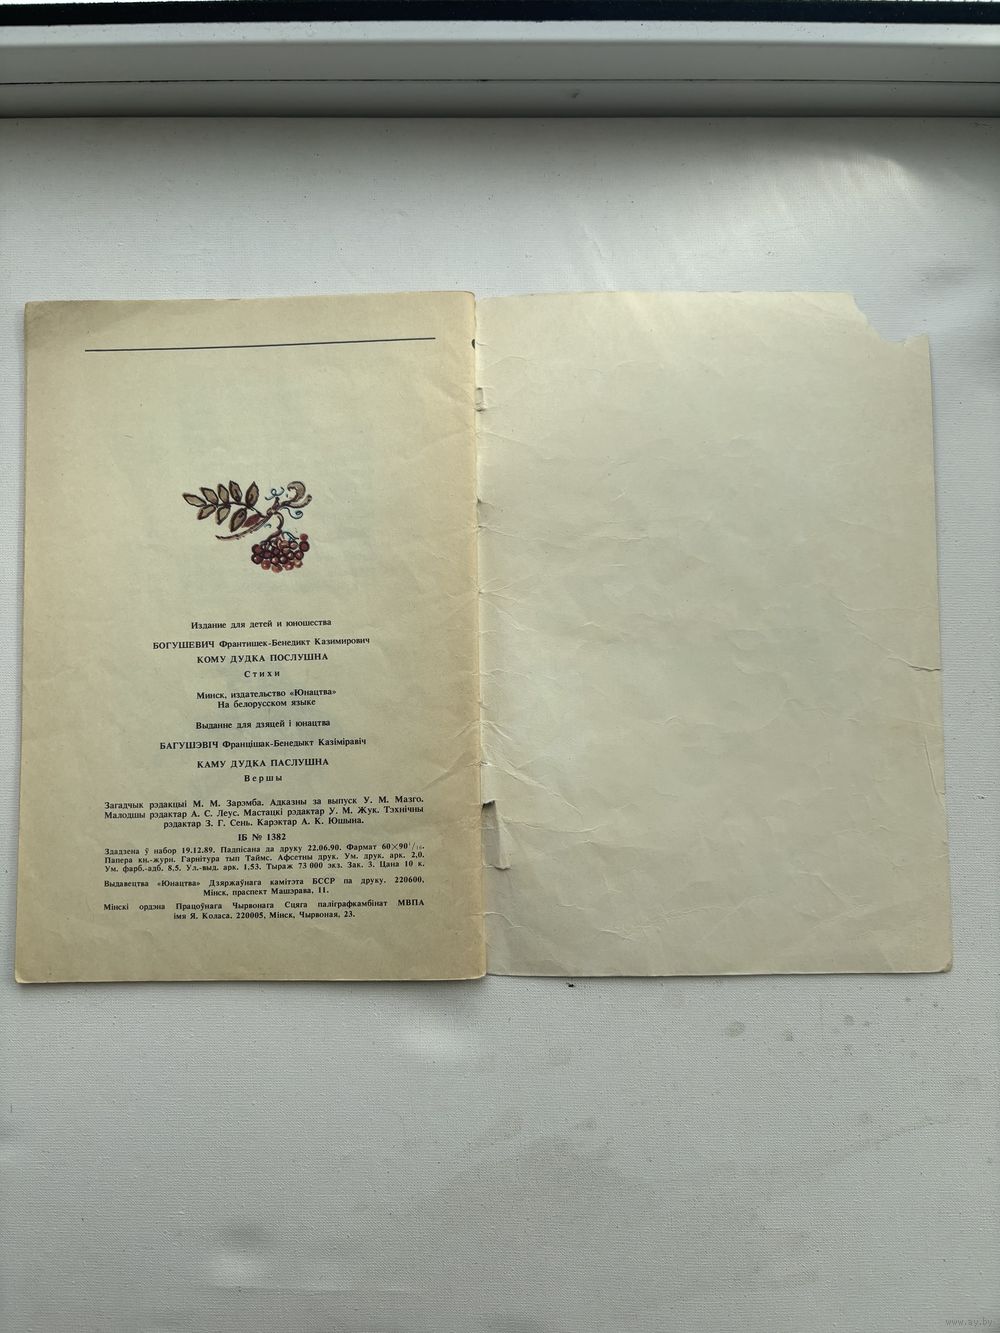 Издание для детей и юношества
БОГУШЕВИЧ Франтишек-Бенедикт Казимирович
КОМУ ДУДКА ПОСЛУШНА
Стихи
Минск, издательство «Юнацтва»
На белорусском языке
Выданне для дзяцей і юнацтва
БАГУШЭВІЧ Францішак-Бенедыкт Казіміравіч
КАМУ ДУДКА ПАСЛУШНА
Вершы
Загадчык рэдакцыі М. М. Зарэмба. Адказны за выпуск У. М. Мазго.
Малодшы рэдактар А. С. Леус. Мастацкі рэдактар У. М. Жук. Тэхнічны
рэдактар З. Г. Сень. Карэктар А. К. Юшына.
ІБ № 1382
Здадзена ў набор 19.12.89. Падпісана да друку 22.06.90. Фармат 60×90¹/₁₆.
Папера кн.-журн. Гарнітура тып Таймс. Афсетны друк. Ум. друк. арк. 2,0.
Ум. фарб.-адб. 8,5. Ул.-выд. арк. 1,53. Тыраж 73 000 экз. Зак. 3. Цана 10 к.
Выдавецтва «Юнацтва» Дзяржаўнага камітэта БССР па друку. 220600,
Мінск, праспект Машэрава, 11.
Мінскі ордэна Працоўнага Чырвонага Сцяга паліграфкамбінат МВПА
імя Я. Коласа. 220005, Мінск, Чырвоная, 23.
www.ay.by